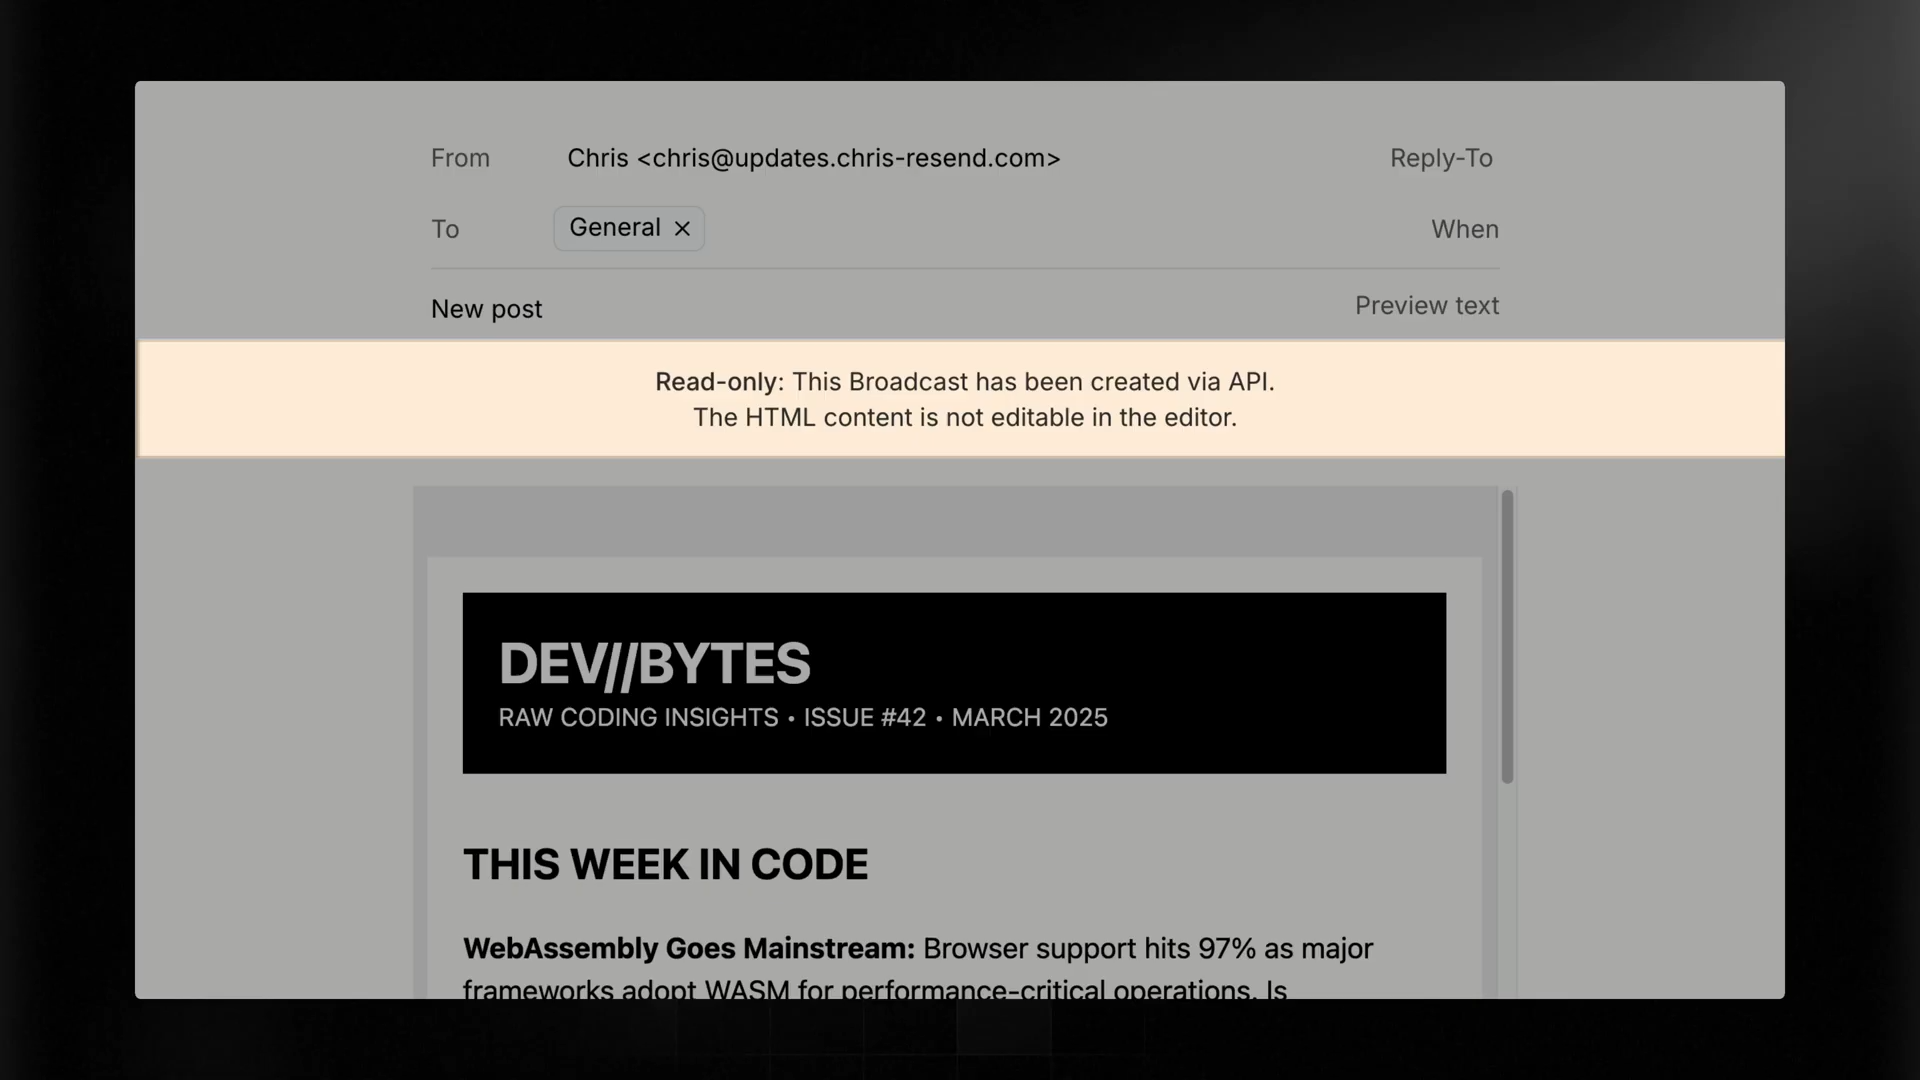 From Chris <chris@updates.chris-resend.com> Reply-To
To General × When
New post Preview text
Read-only: This Broadcast has been created via API.
The HTML content is not editable in the editor.
DEV//BYTES
RAW CODING INSIGHTS • ISSUE #42 • MARCH 2025
THIS WEEK IN CODE
WebAssembly Goes Mainstream: Browser support hits 97% as major
frameworks adopt WASM for performance-critical operations. Is